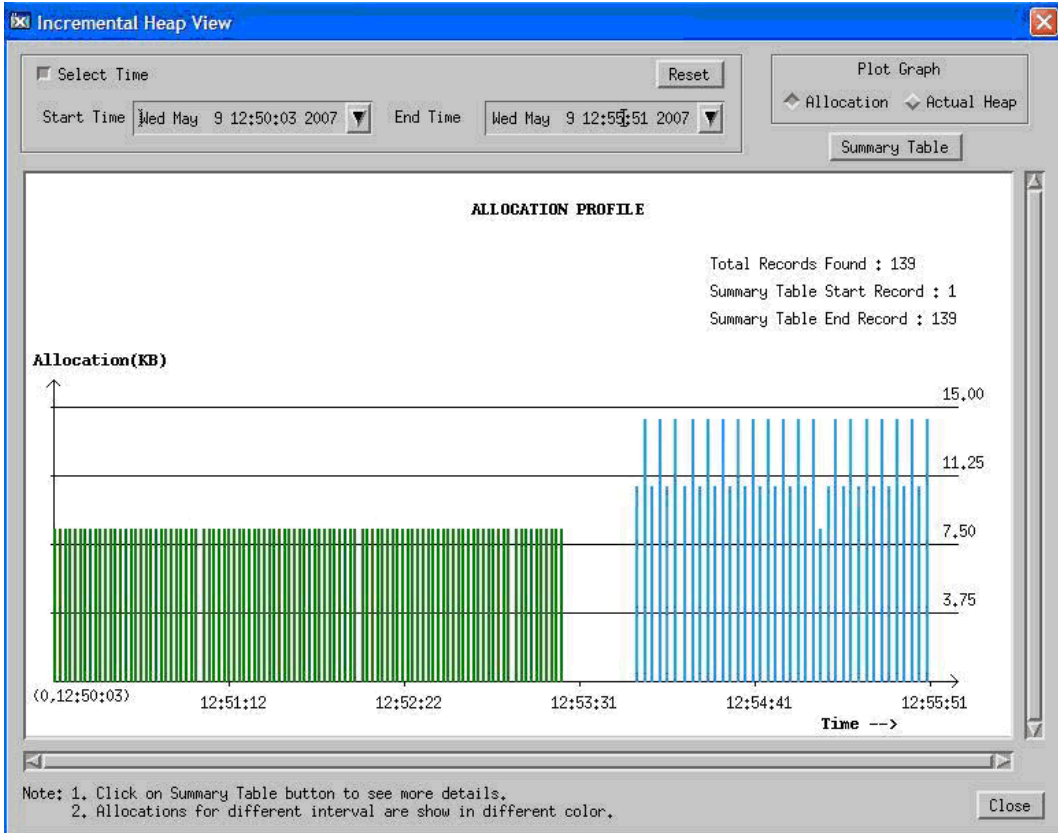 Incremental Heap View
Select Time
Reset
Start Time Wed May 9 12:50:03 2007 End Time Wed May 9 12:55:51 2007
Plot Graph
Allocation Actual Heap
Summary Table
ALLOCATION PROFILE
Total Records Found : 139
Summary Table Start Record : 1
Summary Table End Record : 139
Allocation(KB)
15.00
11.25
7.50
3.75
(0,12:50:03) 12:51:12 12:52:22 12:53:31 12:54:41 12:55:51
Time -->
Note: 1. Click on Summary Table button to see more details.
2. Allocations for different interval are show in different color.
Close